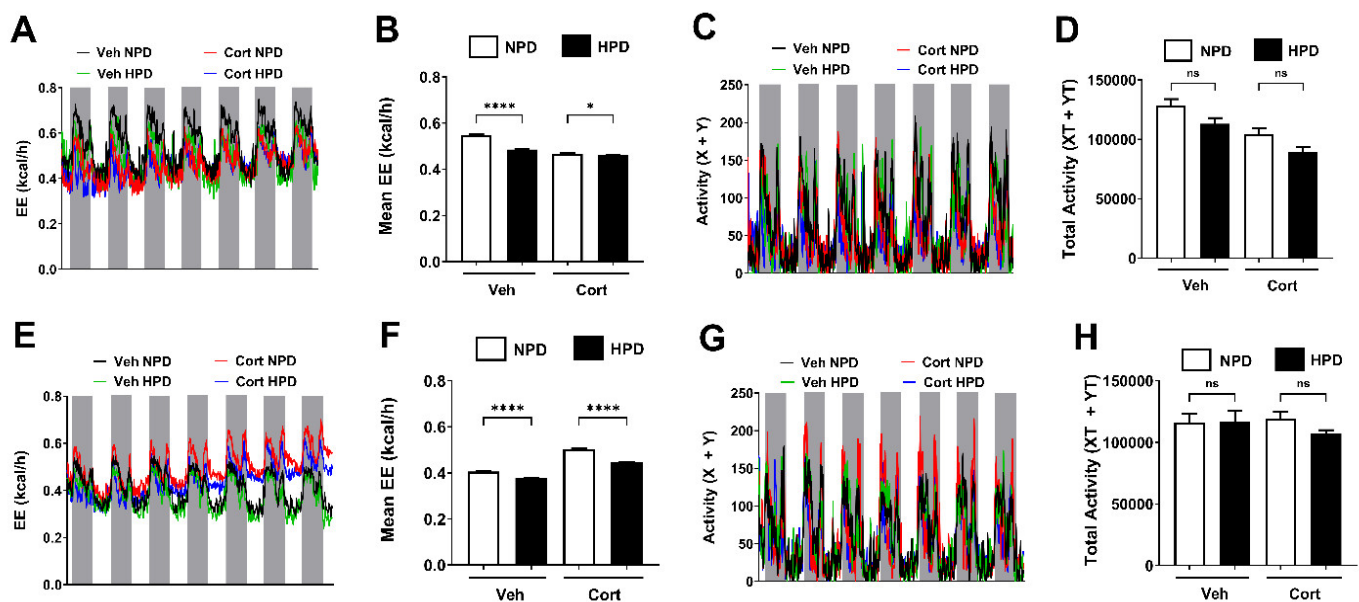 A
Veh NPD Cort NPD
Veh HPD Cort HPD
EE (kcal/h)
0.8
0.6
0.4
0.2
0.0
B
NPD HPD
Mean EE (kcal/h)
0.8
0.6
0.4
0.2
0.0
**** *
Veh Cort
C
Veh NPD Cort NPD
Veh HPD Cort HPD
Activity (X + Y)
250
200
150
100
50
0
D
NPD HPD
Total Activity (XT + YT)
150000
100000
50000
0
ns ns
Veh Cort
E
Veh NPD Cort NPD
Veh HPD Cort HPD
EE (kcal/h)
0.8
0.6
0.4
0.2
0.0
F
NPD HPD
Mean EE (kcal/h)
0.8
0.6
0.4
0.2
0.0
**** ****
Veh Cort
G
Veh NPD Cort NPD
Veh HPD Cort HPD
Activity (X + Y)
250
200
150
100
50
0
H
NPD HPD
Total Activity (XT + YT)
150000
100000
50000
0
ns ns
Veh Cort